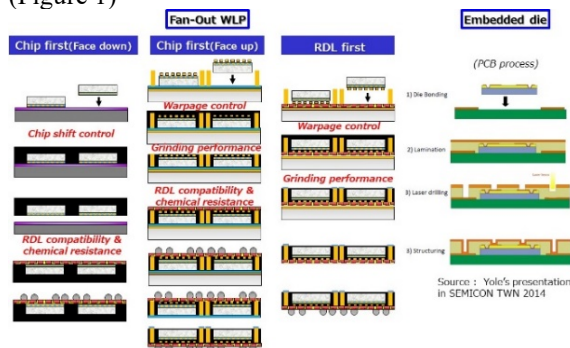 (Figure 1)
Fan-Out WLP
Embedded die
Chip first(Face down)
Chip first(Face up)
RDL first
(PCB process)
1) Die Bonding
Warpage control
Warpage control
Chip shift control
2) Lamination
Grinding performance
Grinding performance
3) Laser drilling
RDL compatibility &
chemical resistance
RDL compatibility &
chemical resistance
Structuring
Source : Yole's presentation
in SEMICON TWN 2014